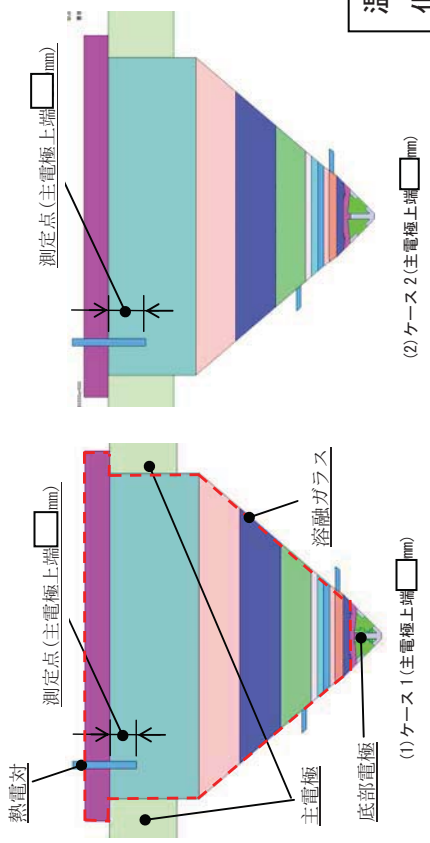 熱電対
測定点(主電極上端 mm)
主電極
底部電極
溶融ガラス
(1) ケース 1 (主電極上端 mm)
測定点(主電極上端 mm)
(2) ケース 2 (主電極上端 mm)
温